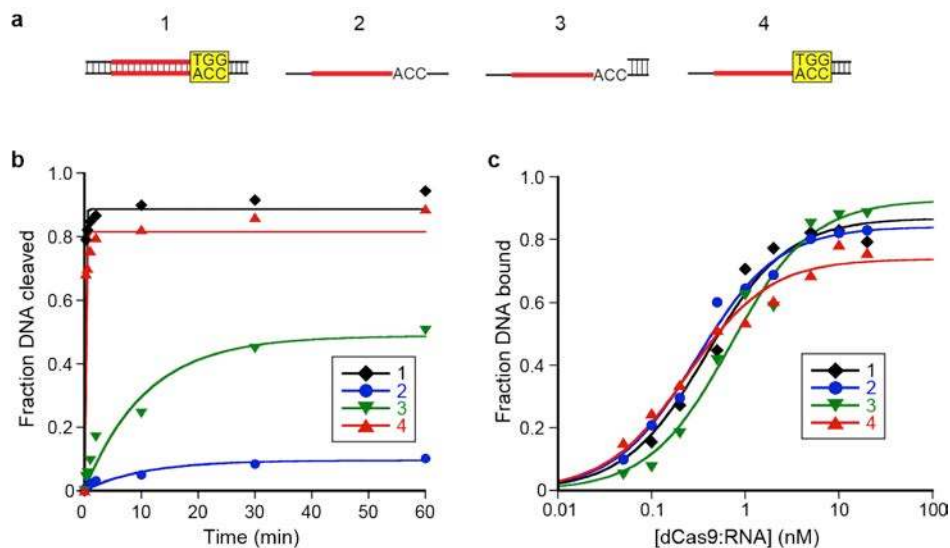 a
1 2 3 4
TGG
ACC
ACC
ACC
TGG
ACC
b
Fraction DNA cleaved
1.0
0.8
0.6
0.4
0.2
0
0 10 20 30 40 50 60
Time (min)
1
2
3
4
c
Fraction DNA bound
1.0
0.8
0.6
0.4
0.2
0
0.01 0.1 1 10 100
[dCas9:RNA] (nM)
1
2
3
4